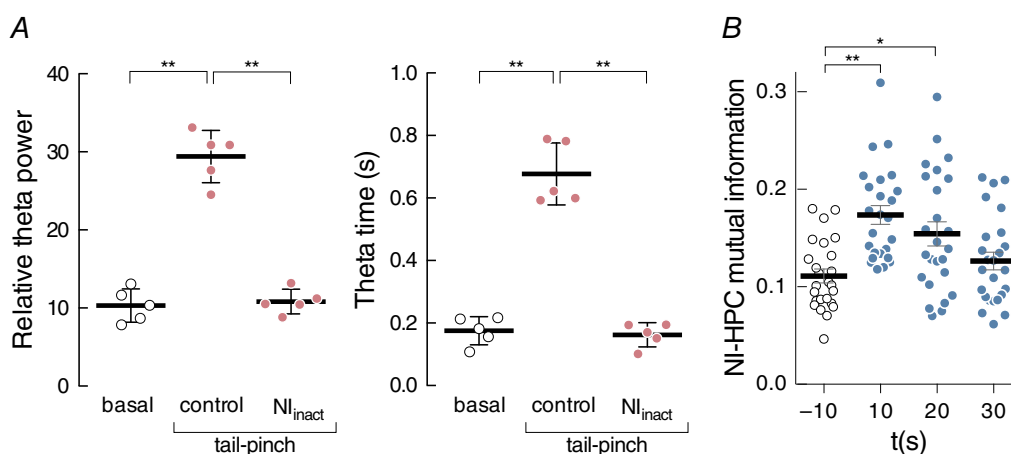 A
B
** **
** **
*
**
Relative theta power
40
30
20
10
0
basal control NIinact
tail-pinch
Theta time (s)
1.0
0.8
0.6
0.4
0.2
0.0
basal control NIinact
tail-pinch
NI-HPC mutual information
0.3
0.2
0.1
0.0
−10 10 20 30
t(s)